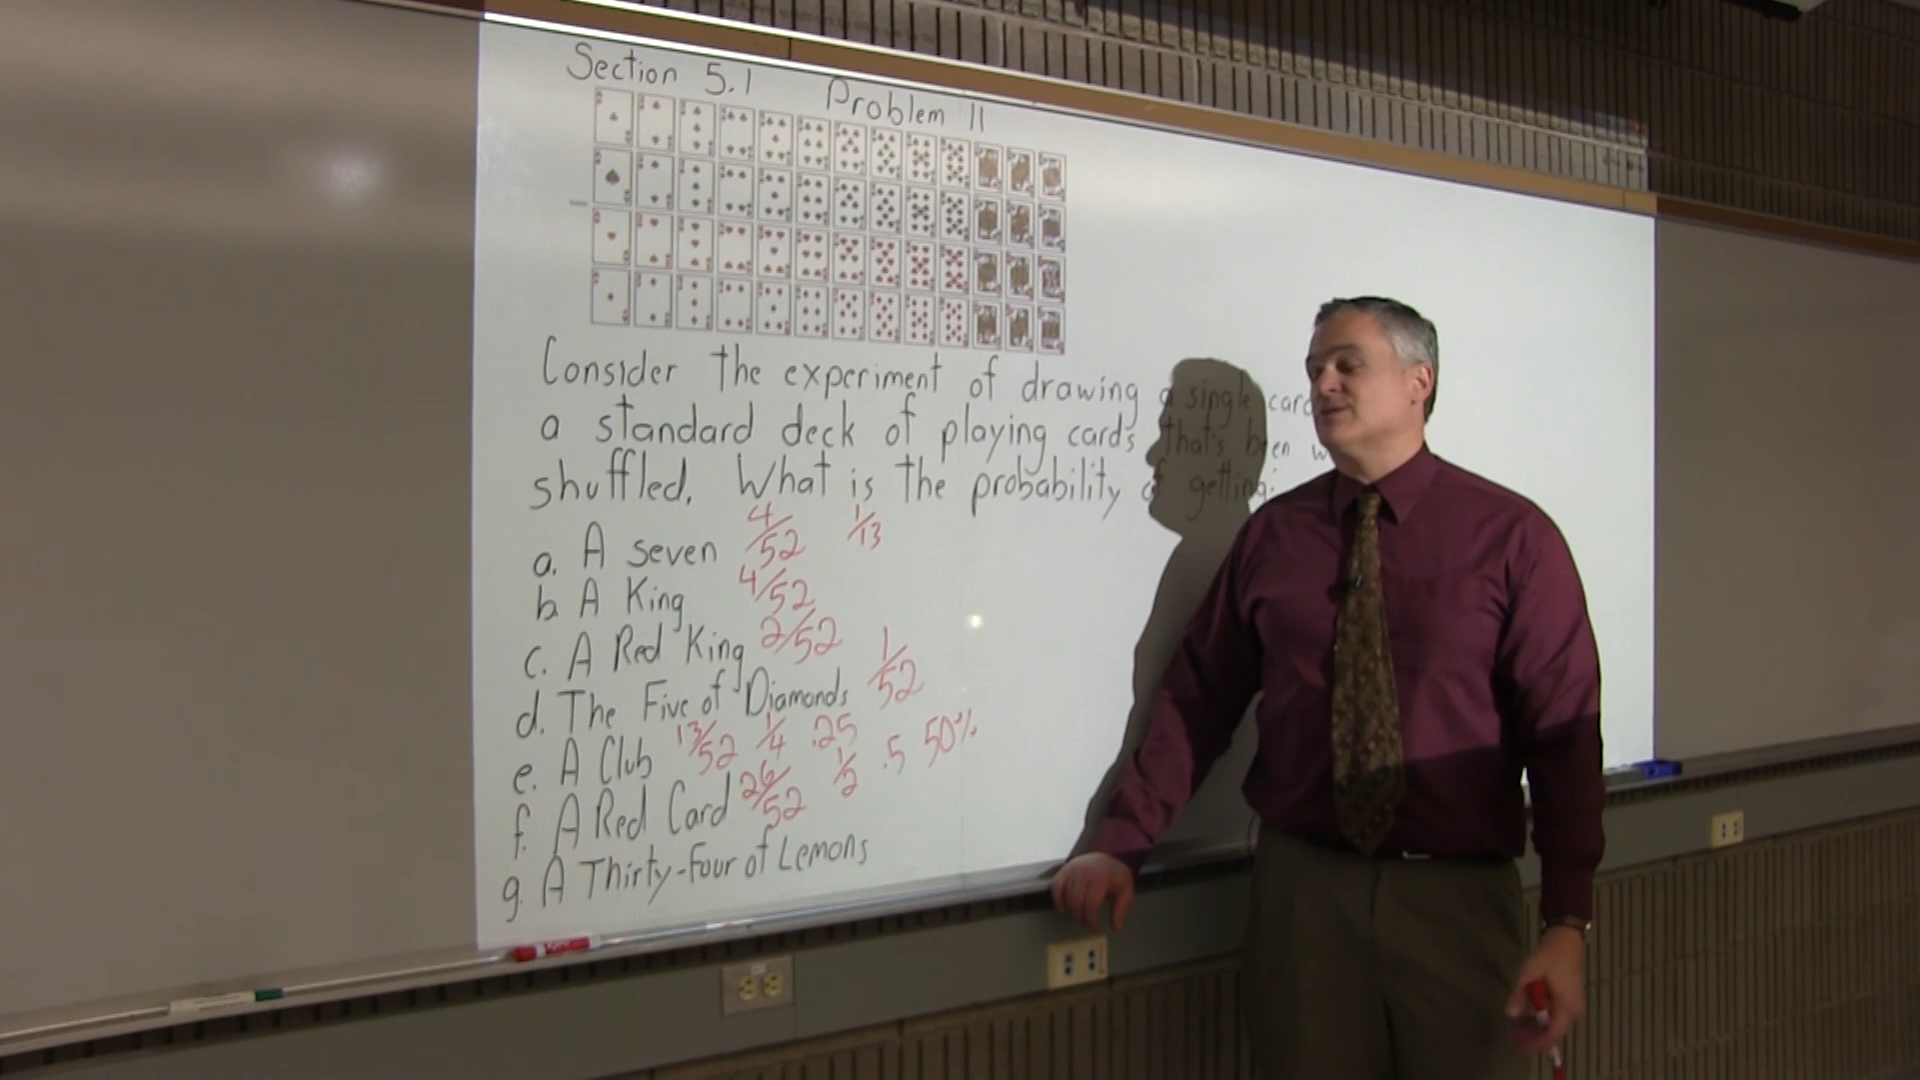 Section 5.1 Problem 11
Consider the experiment of drawing a single card
a standard deck of playing cards that's been w
shuffled. What is the probability of getting:
a. A seven 4/52 1/13
b. A King 4/52
c. A Red King 2/52
d. The Five of Diamonds 1/52
e. A Club 13/52 1/4 .25
f. A Red Card 26/52 1/2 .5 50%
g. A Thirty-Four of Lemons